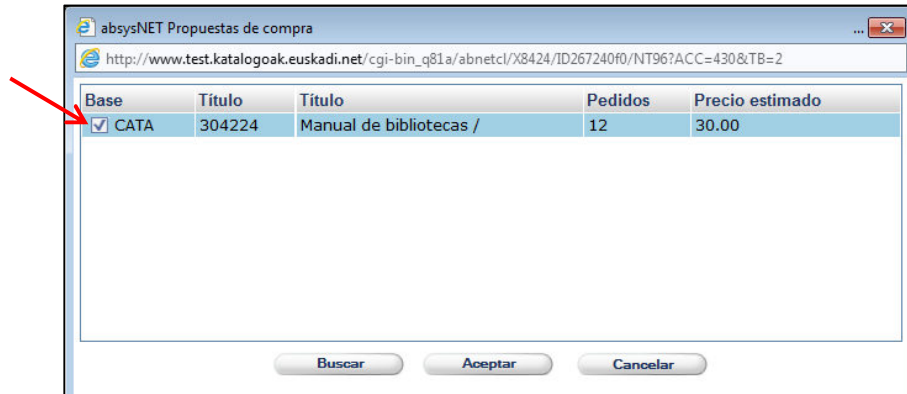 absysNET Propuestas de compra ...
http://www.test.katalogoak.euskadi.net/cgi-bin_q81a/abnetcl/X8424/ID267240f0/NT96?ACC=430&TB=2
Base Título Título Pedidos Precio estimado
CATA 304224 Manual de bibliotecas / 12 30.00
Buscar Aceptar Cancelar